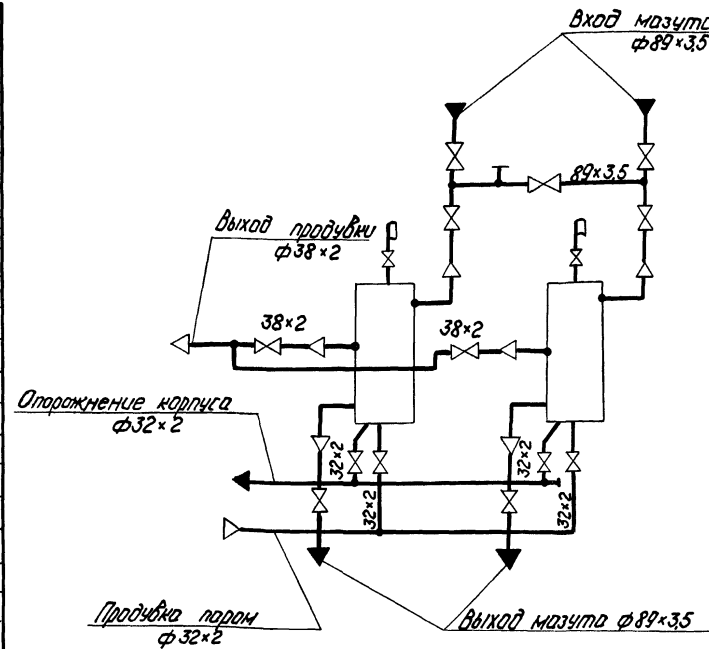 Вход мазута
ф89×3,5
89×3,5
Выход продувки
ф38×2
38×2
38×2
Опорожнение корпуса
ф32×2
32×2
32×2
32×2
32×2
Продувка паром
ф32×2
Выход мазута ф89×3,5